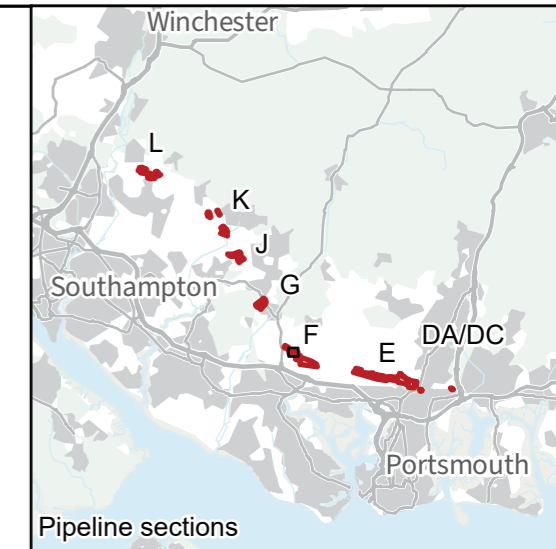 Winchester
L
K
J
Southampton
G
F
E
DA/DC
Portsmouth
Pipeline sections